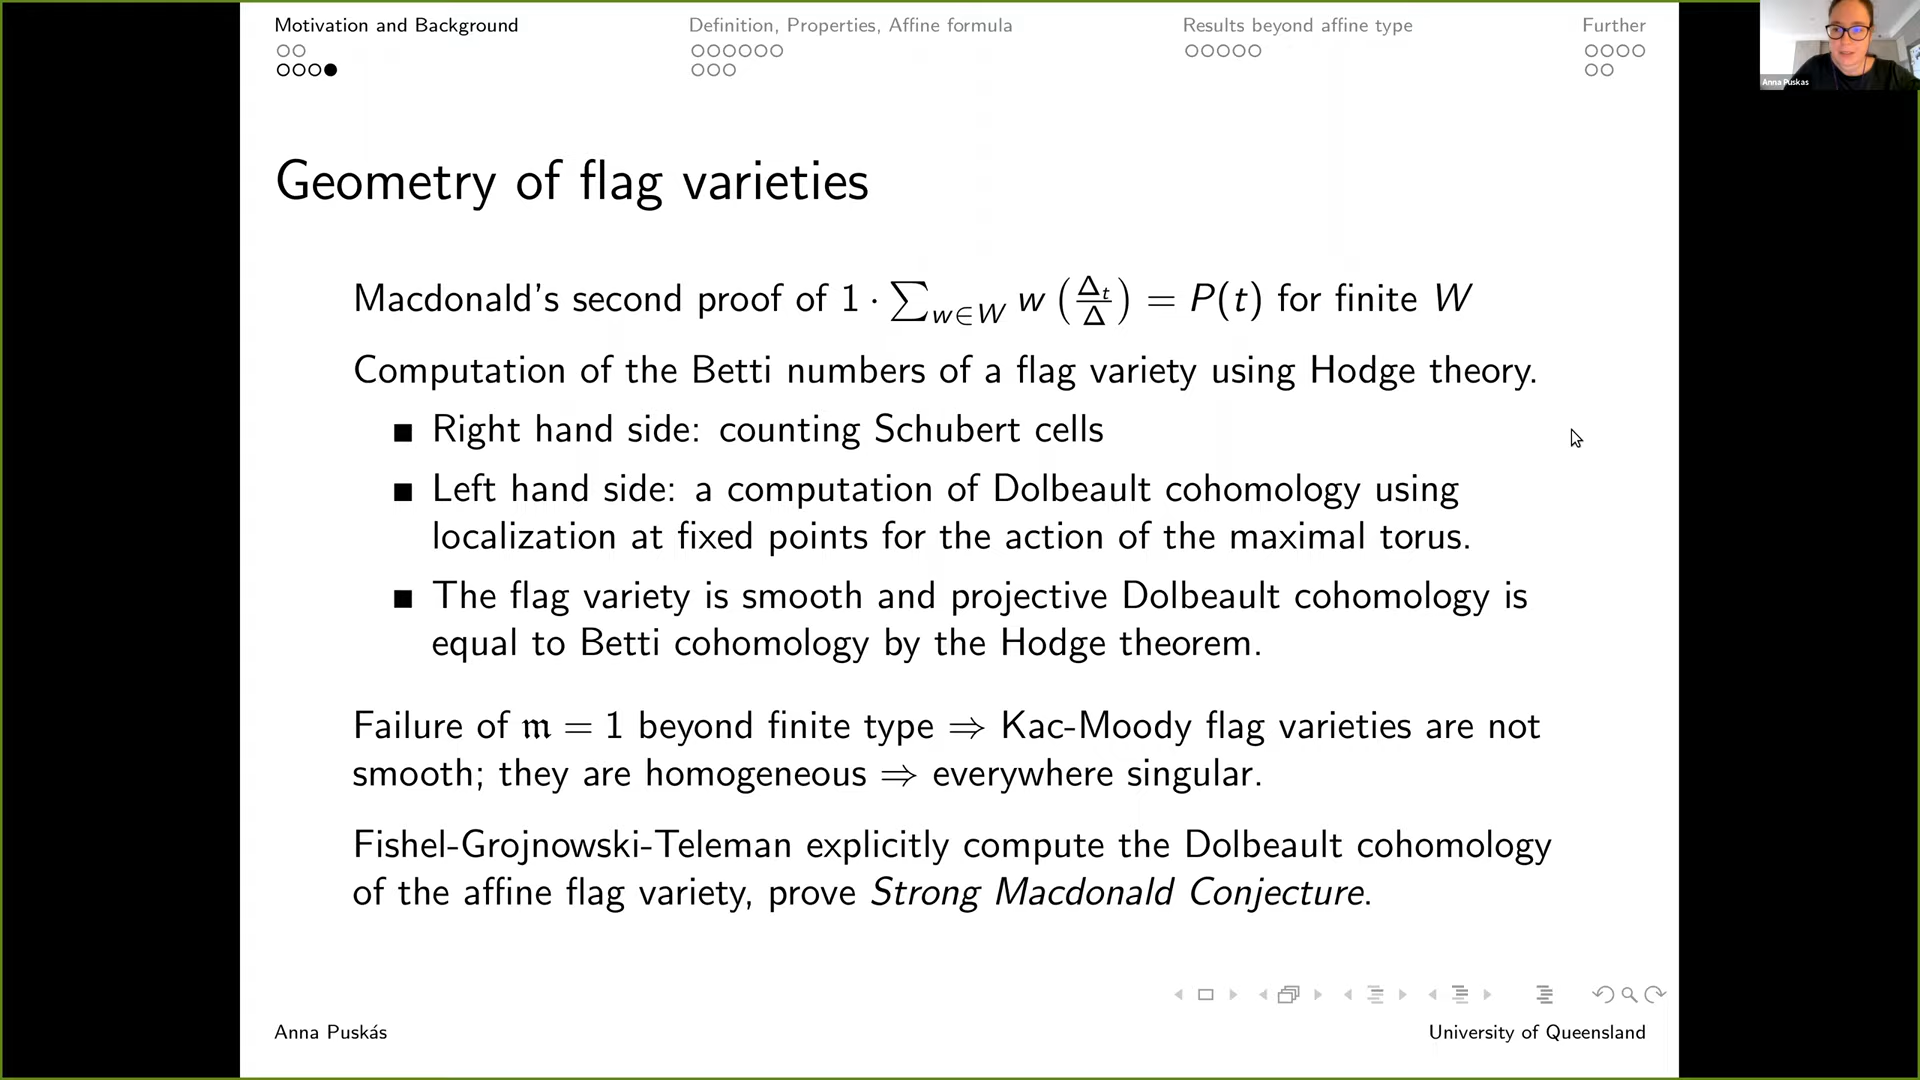 Motivation and Background
Definition, Properties, Affine formula
Results beyond affine type
Further
Anna Puskas
Geometry of flag varieties
Macdonald's second proof of 1 · ∑_{w∈W} w (Δ_t/Δ) = P(t) for finite W
Computation of the Betti numbers of a flag variety using Hodge theory.
■ Right hand side: counting Schubert cells
■ Left hand side: a computation of Dolbeault cohomology using
localization at fixed points for the action of the maximal torus.
■ The flag variety is smooth and projective Dolbeault cohomology is
equal to Betti cohomology by the Hodge theorem.
Failure of 𝔪 = 1 beyond finite type ⇒ Kac-Moody flag varieties are not
smooth; they are homogeneous ⇒ everywhere singular.
Fishel-Grojnowski-Teleman explicitly compute the Dolbeault cohomology
of the affine flag variety, prove Strong Macdonald Conjecture.
Anna Puskás
University of Queensland